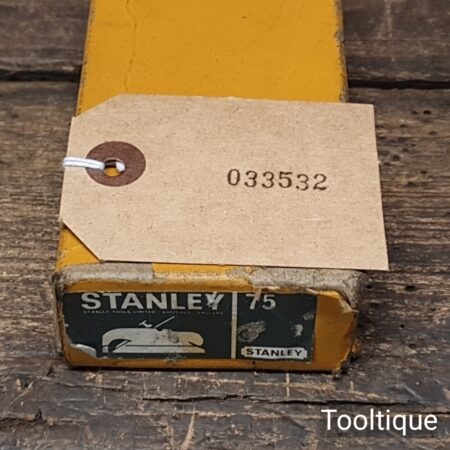 033532
STANLEY 75
STANLEY TOOLS LIMITED SHEFFIELD ENGLAND
STANLEY
Tooltique